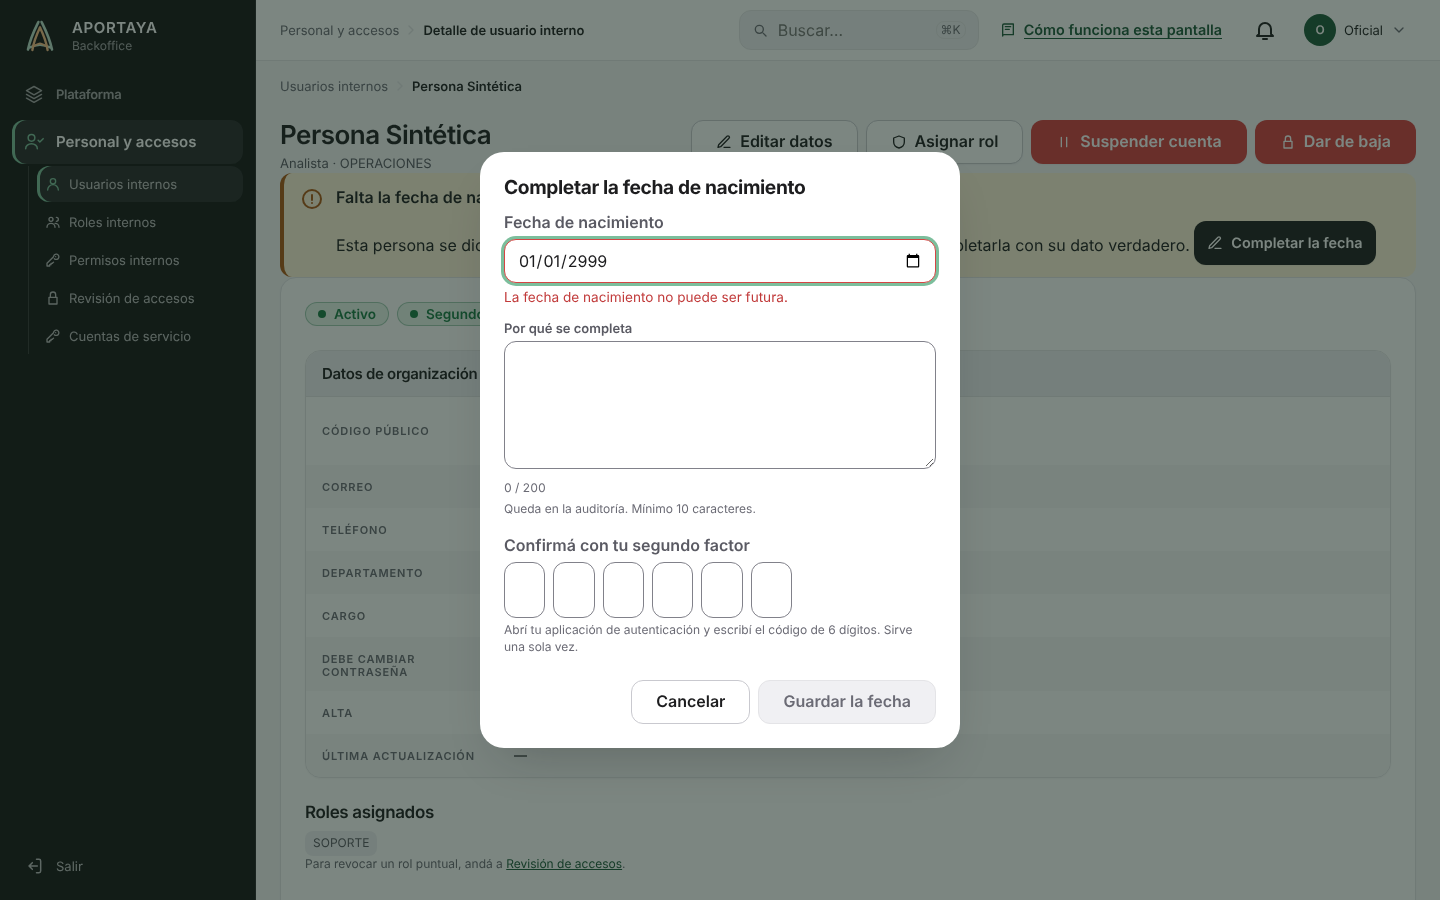 APORTAYA
Backoffice
Plataforma
Personal y accesos
Usuarios internos
Roles internos
Permisos internos
Revisión de accesos
Cuentas de servicio
Salir
Personal y accesos
Detalle de usuario interno
Buscar...
⌘K
Cómo funciona esta pantalla
O
Oficial
Usuarios internos
Persona Sintética
Persona Sintética
Analista · OPERACIONES
Editar datos
Asignar rol
Suspender cuenta
Dar de baja
Falta la fecha de na
Esta persona se dic
pletarla con su dato verdadero.
Completar la fecha
Activo
Segundo
Datos de organización
CÓDIGO PÚBLICO
CORREO
TELÉFONO
DEPARTAMENTO
CARGO
DEBE CAMBIAR
CONTRASEÑA
ALTA
ÚLTIMA ACTUALIZACIÓN
—
Roles asignados
SOPORTE
Para revocar un rol puntual, andá a Revisión de accesos.
Completar la fecha de nacimiento
Fecha de nacimiento
01/01/2999
La fecha de nacimiento no puede ser futura.
Por qué se completa
0 / 200
Queda en la auditoría. Mínimo 10 caracteres.
Confirmá con tu segundo factor
Abrí tu aplicación de autenticación y escribí el código de 6 dígitos. Sirve
una sola vez.
Cancelar
Guardar la fecha